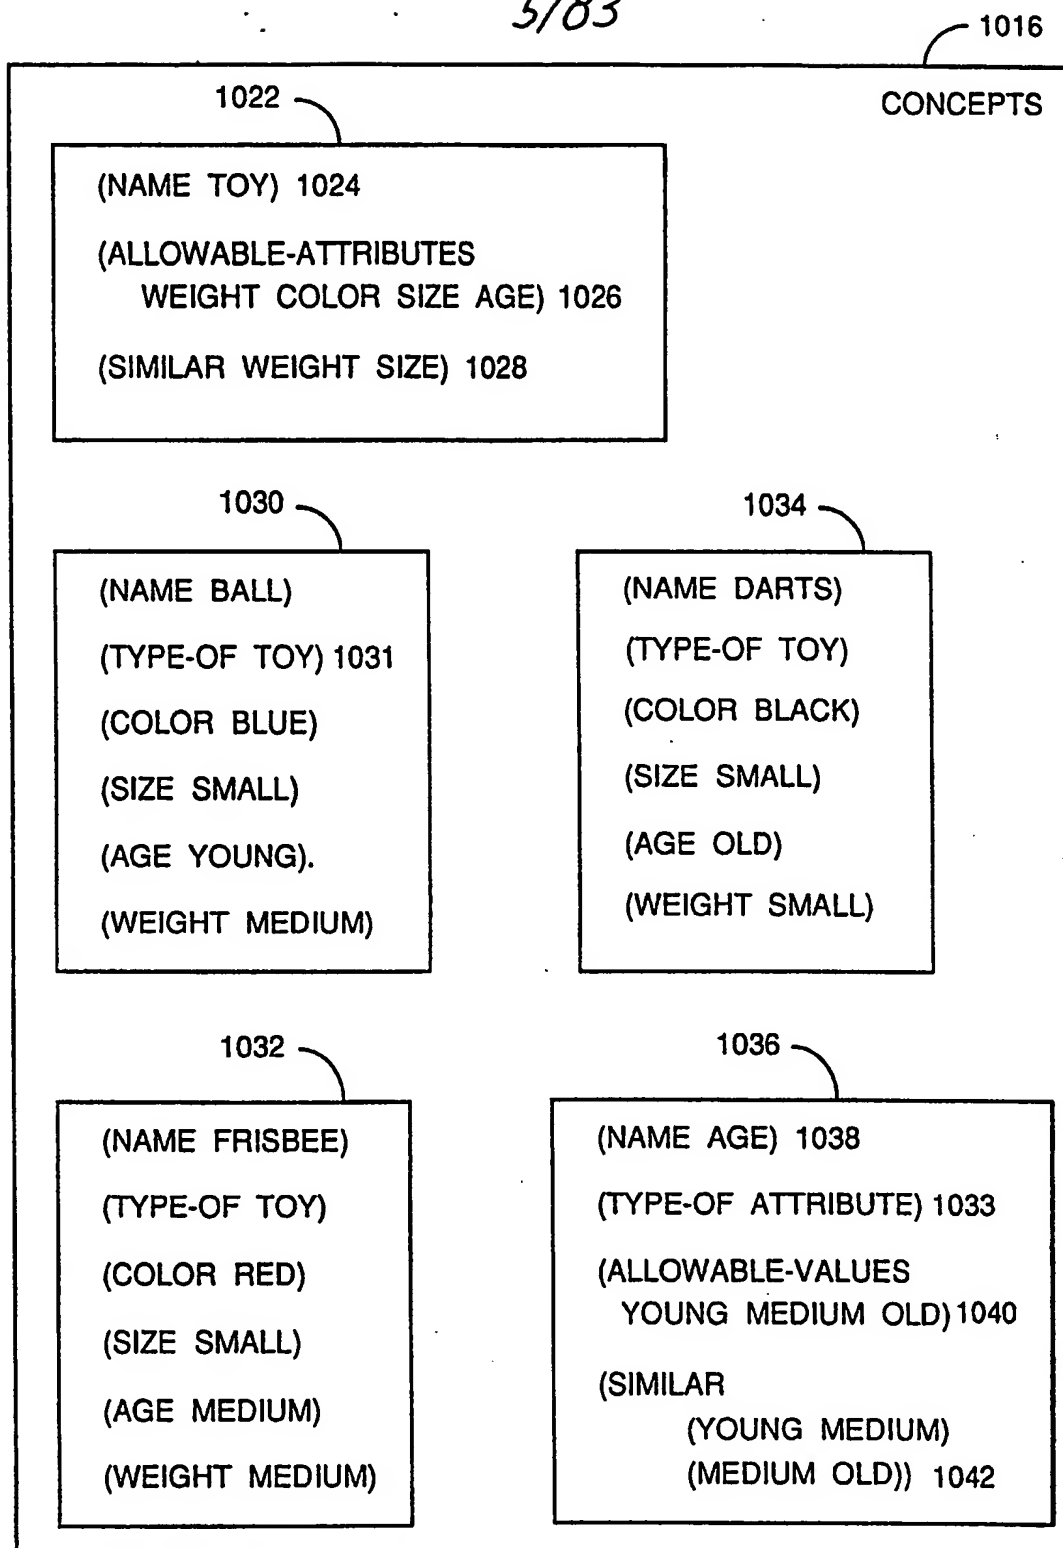 5/83
1016
CONCEPTS
1022
(NAME TOY) 1024
(ALLOWABLE-ATTRIBUTES
WEIGHT COLOR SIZE AGE) 1026
(SIMILAR WEIGHT SIZE) 1028
1030
(NAME BALL)
(TYPE-OF TOY) 1031
(COLOR BLUE)
(SIZE SMALL)
(AGE YOUNG).
(WEIGHT MEDIUM)
1034
(NAME DARTS)
(TYPE-OF TOY)
(COLOR BLACK)
(SIZE SMALL)
(AGE OLD)
(WEIGHT SMALL)
1032
(NAME FRISBEE)
(TYPE-OF TOY)
(COLOR RED)
(SIZE SMALL)
(AGE MEDIUM)
(WEIGHT MEDIUM)
1036
(NAME AGE) 1038
(TYPE-OF ATTRIBUTE) 1033
(ALLOWABLE-VALUES
YOUNG MEDIUM OLD) 1040
(SIMILAR
(YOUNG MEDIUM)
(MEDIUM OLD)) 1042